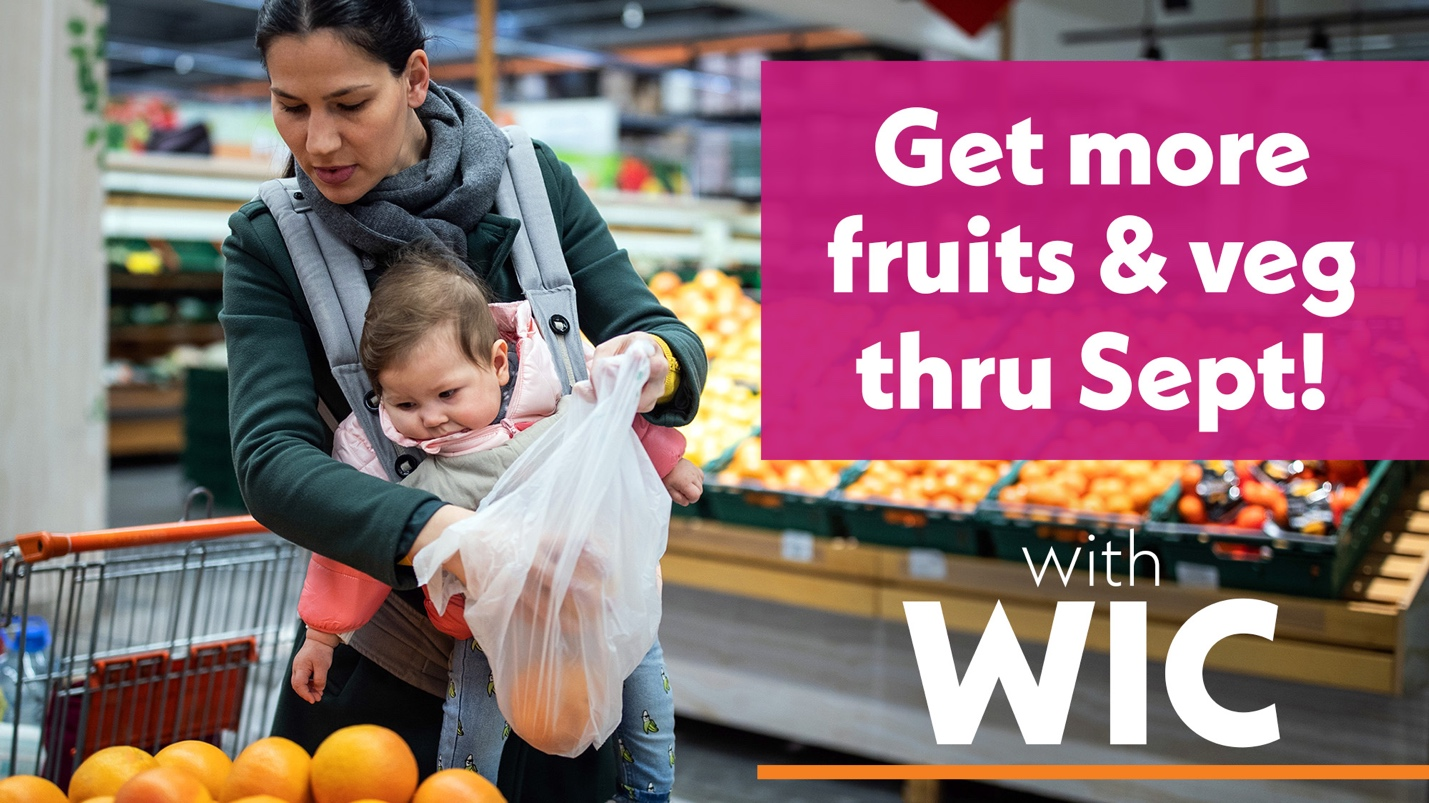 Get more
fruits & veg
thru Sept!
with
WIC